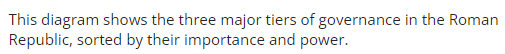 This diagram shows the three major tiers of governance in the Roman
Republic, sorted by their importance and power.